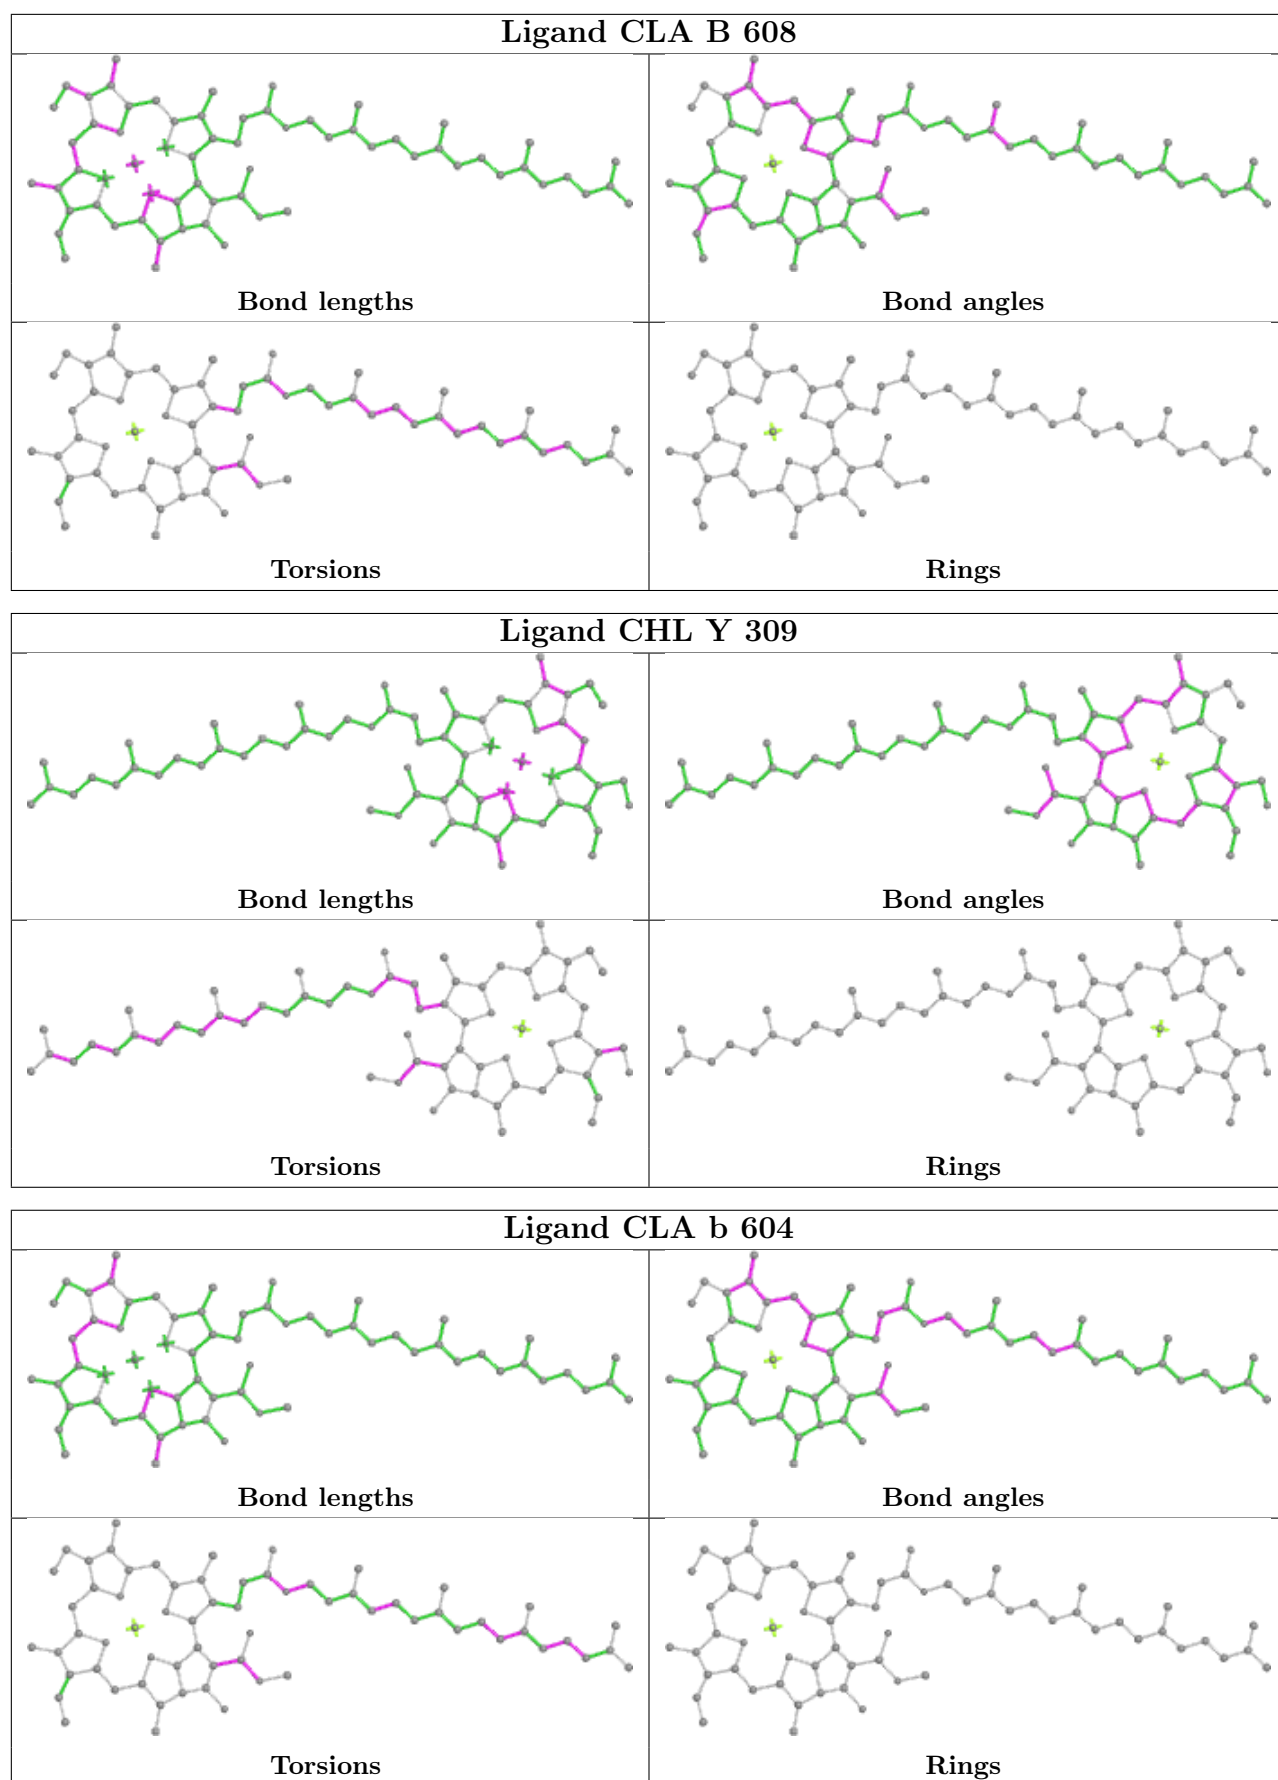 Ligand CLA B 608
Bond lengths
Bond angles
Torsions
Rings
Ligand CHL Y 309
Bond lengths
Bond angles
Torsions
Rings
Ligand CLA b 604
Bond lengths
Bond angles
Torsions
Rings